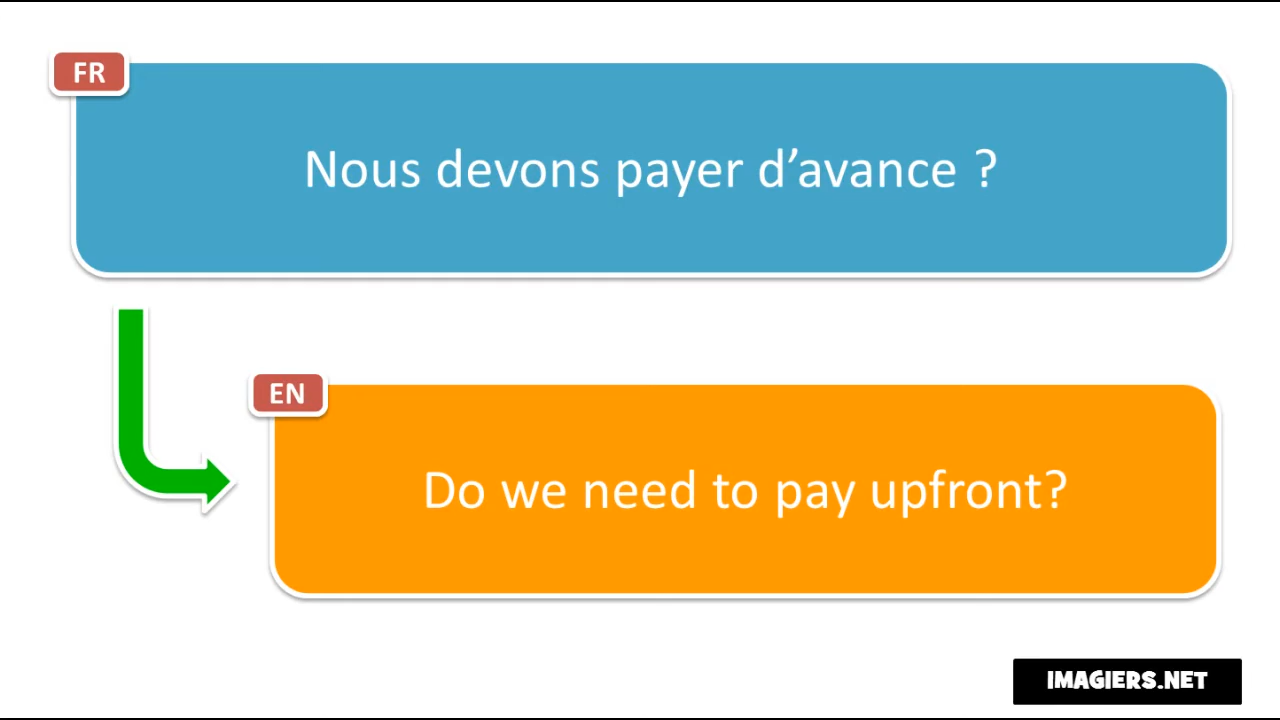 FR
Nous devons payer d’avance ?
EN
Do we need to pay upfront?
IMAGIERS.NET